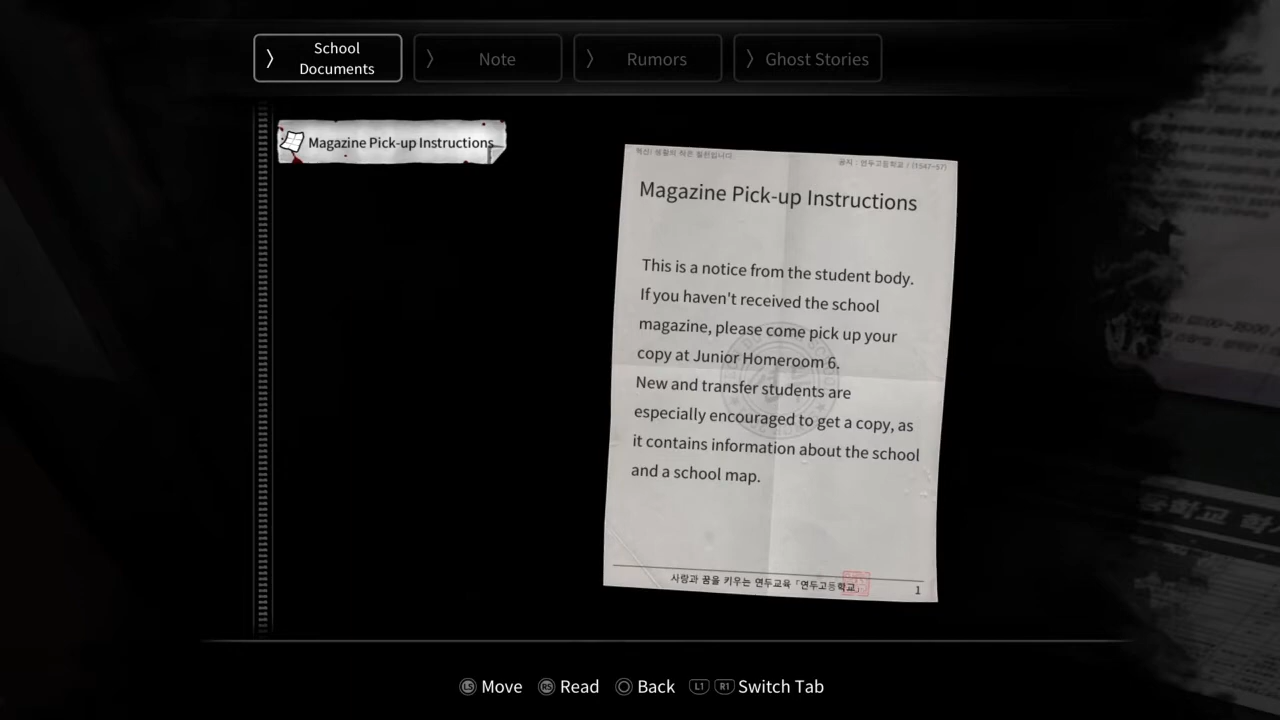 School
Documents
Note
Rumors
Ghost Stories
Magazine Pick-up Instructions
Magazine Pick-up Instructions
This is a notice from the student body.
If you haven't received the school
magazine, please come pick up your
copy at Junior Homeroom 6.
New and transfer students are
especially encouraged to get a copy, as
it contains information about the school
and a school map.
사랑과 꿈을 키우는 연두교육 「연두고등학교」
1
LS Move
RS Read
Back
L1 R1 Switch Tab